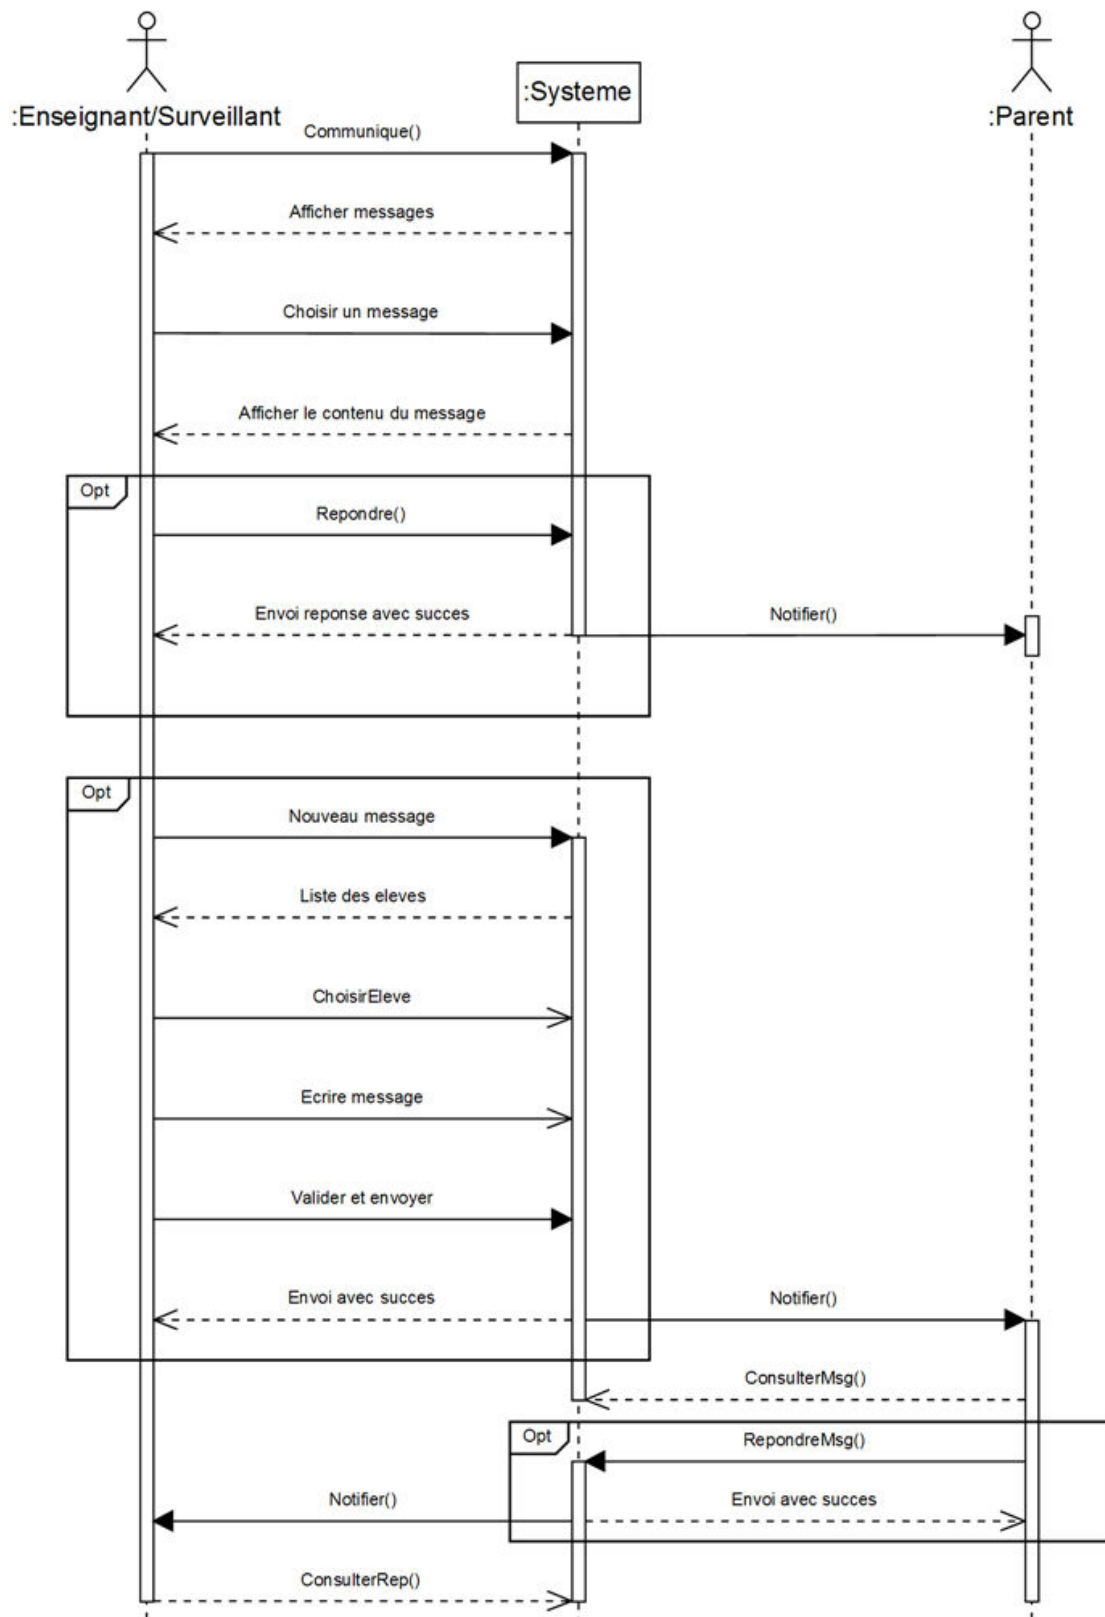 :Enseignant/Surveillant
:Systeme
:Parent
Communique()
Afficher messages
Choisir un message
Afficher le contenu du message
Opt
Repondre()
Envoi reponse avec succes
Notifier()
Opt
Nouveau message
Liste des eleves
ChoisirEleve
Ecrire message
Valider et envoyer
Envoi avec succes
Notifier()
ConsulterMsg()
Opt
RepondreMsg()
Notifier()
Envoi avec succes
ConsulterRep()